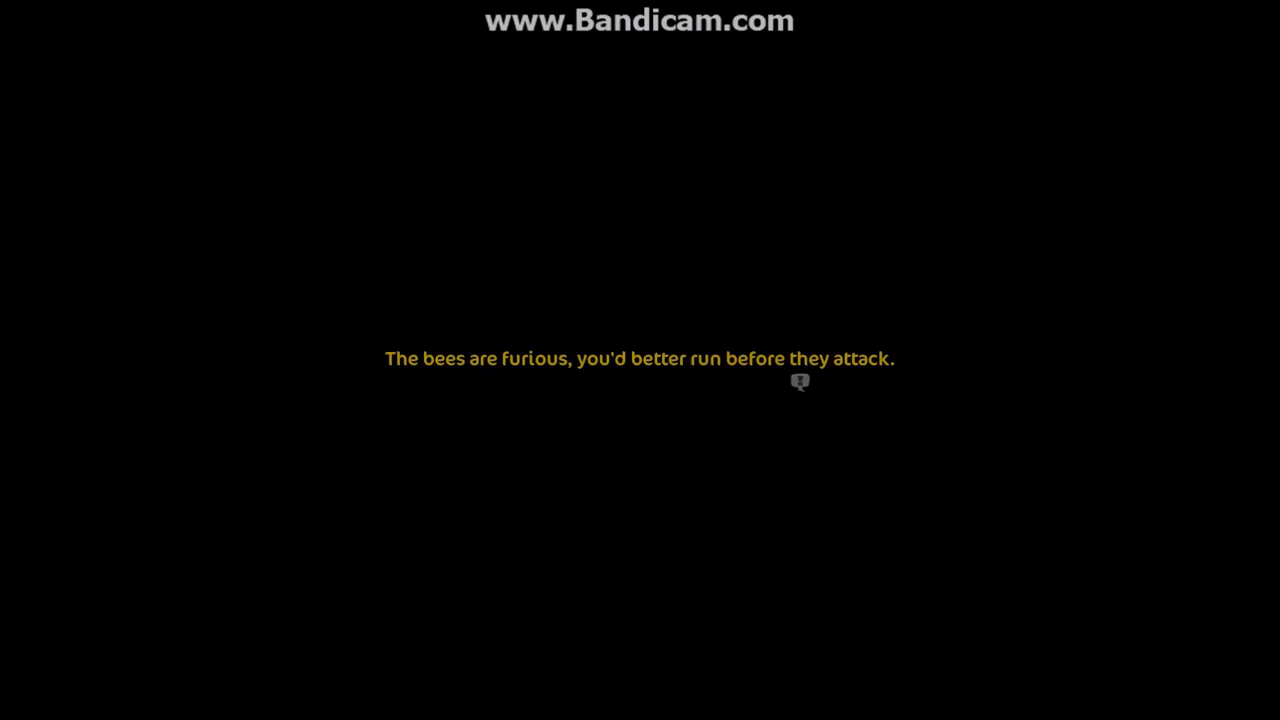 www.Bandicam.com
The bees are furious, you'd better run before they attack.